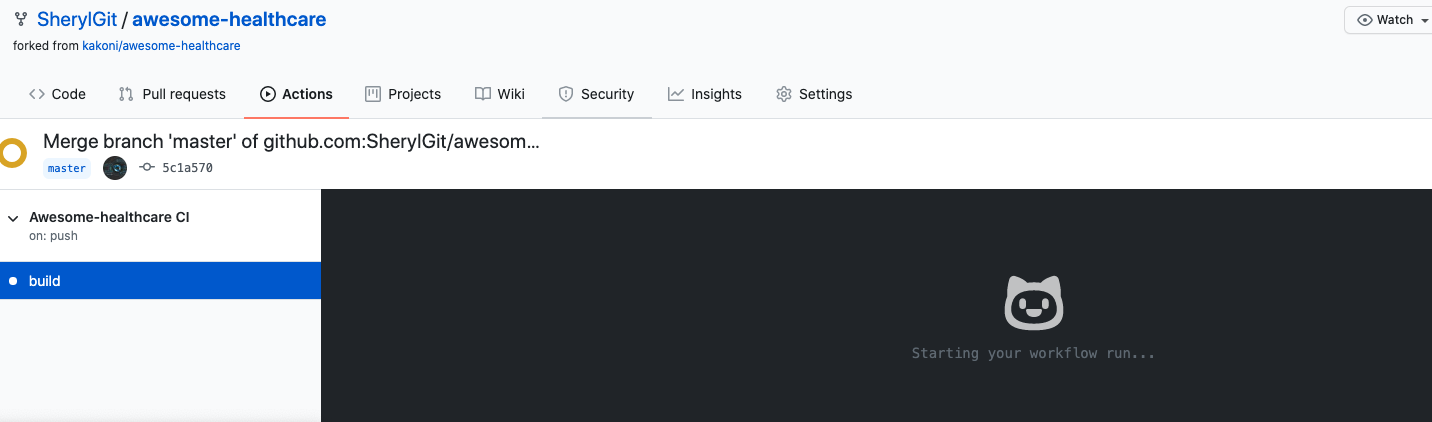 SherylGit / awesome-healthcare
Watch
forked from kakoni/awesome-healthcare
Code Pull requests Actions Projects Wiki Security Insights Settings
Merge branch 'master' of github.com:SherylGit/awesom...
master 5c1a570
Awesome-healthcare CI
on: push
build
Starting your workflow run...